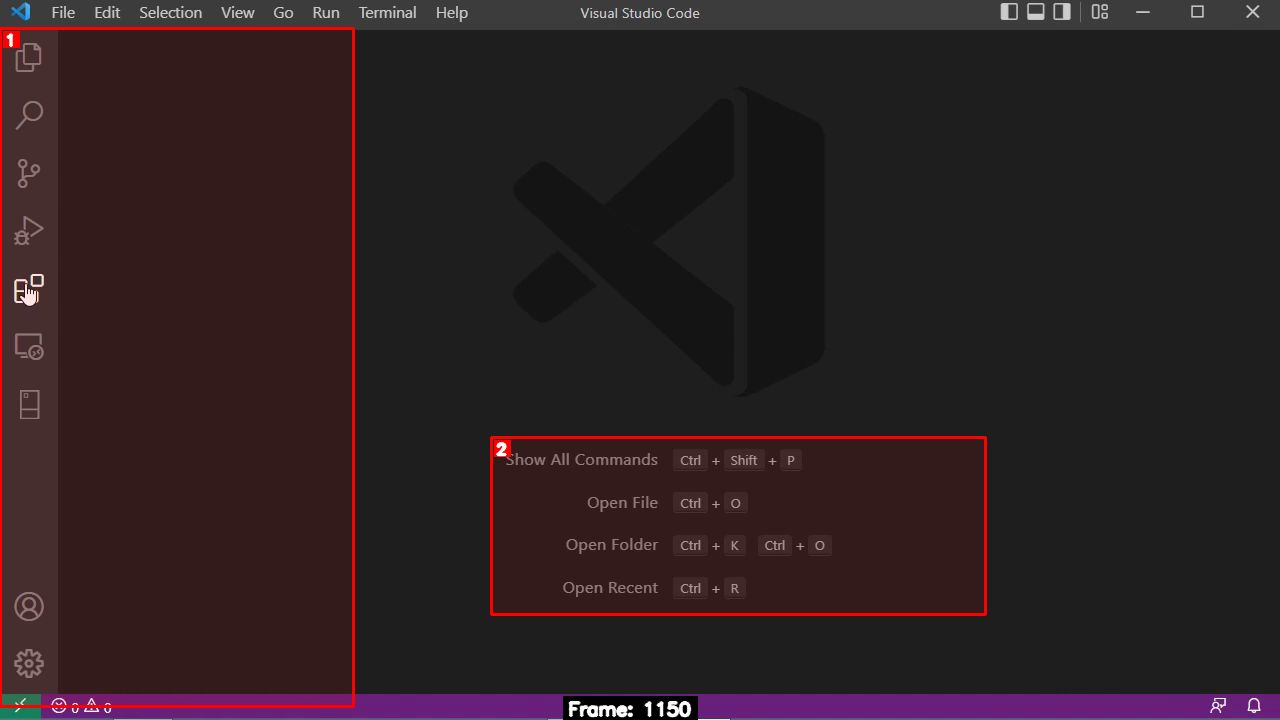 File Edit Selection View Go Run Terminal Help Visual Studio Code
1
2
Show All Commands Ctrl + Shift + P
Open File Ctrl + O
Open Folder Ctrl + K Ctrl + O
Open Recent Ctrl + R
0 0
Frame: 1150